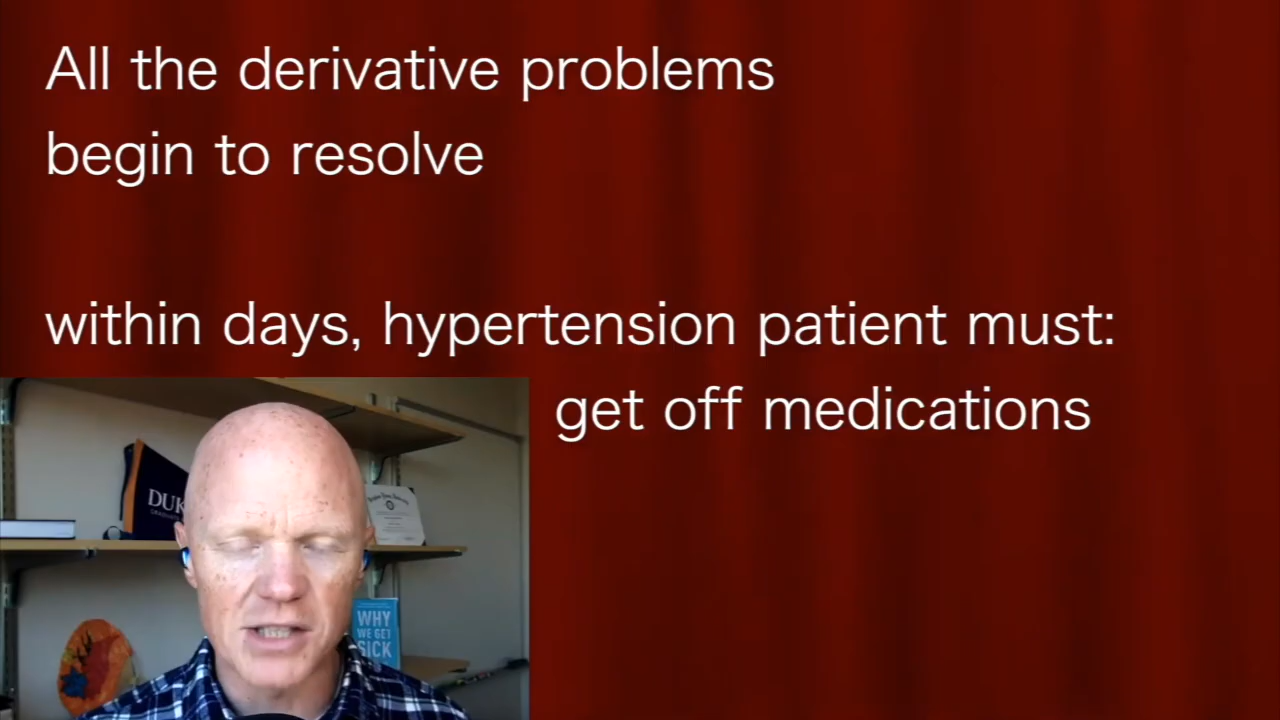 All the derivative problems
begin to resolve
within days, hypertension patient must:
get off medications
DUK
WHY
WE GET
SICK